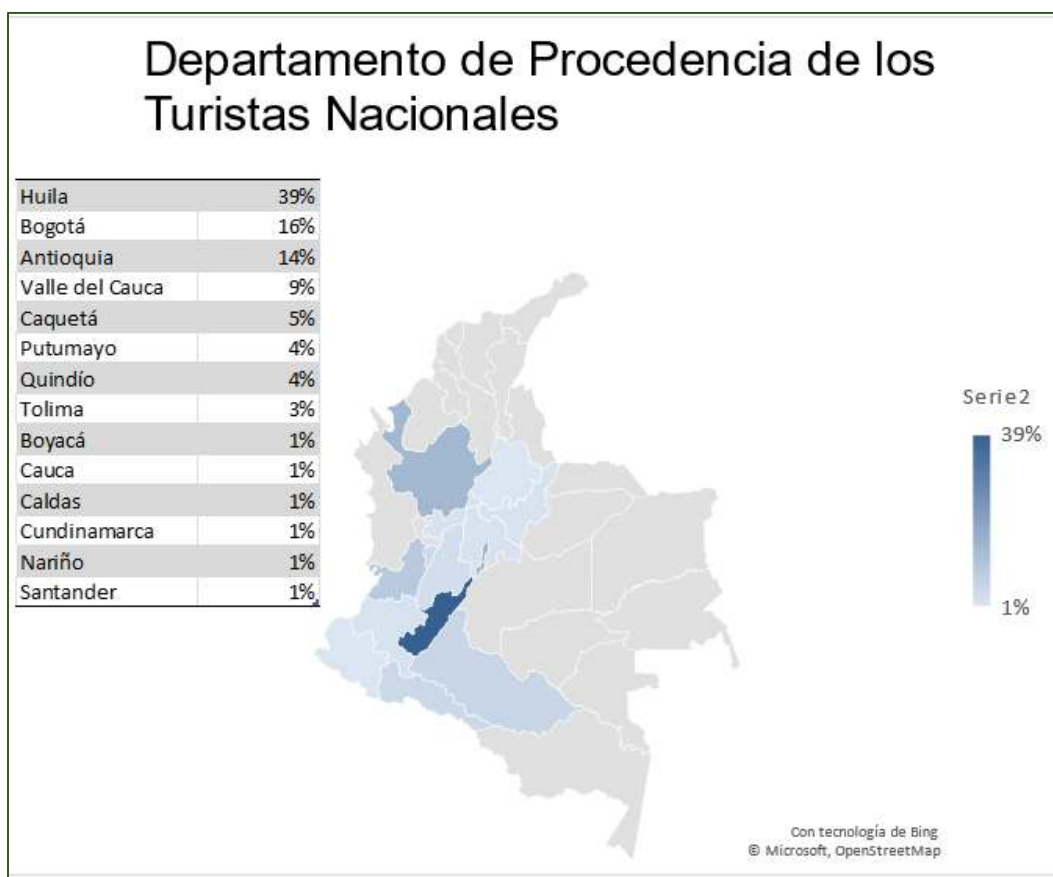 Departamento de Procedencia de los
Turistas Nacionales
Huila 39%
Bogotá 16%
Antioquia 14%
Valle del Cauca 9%
Caquetá 5%
Putumayo 4%
Quindío 4%
Tolima 3%
Boyacá 1%
Cauca 1%
Caldas 1%
Cundinamarca 1%
Nariño 1%
Santander 1%
Serie2
39%
1%
Con tecnología de Bing
© Microsoft, OpenStreetMap